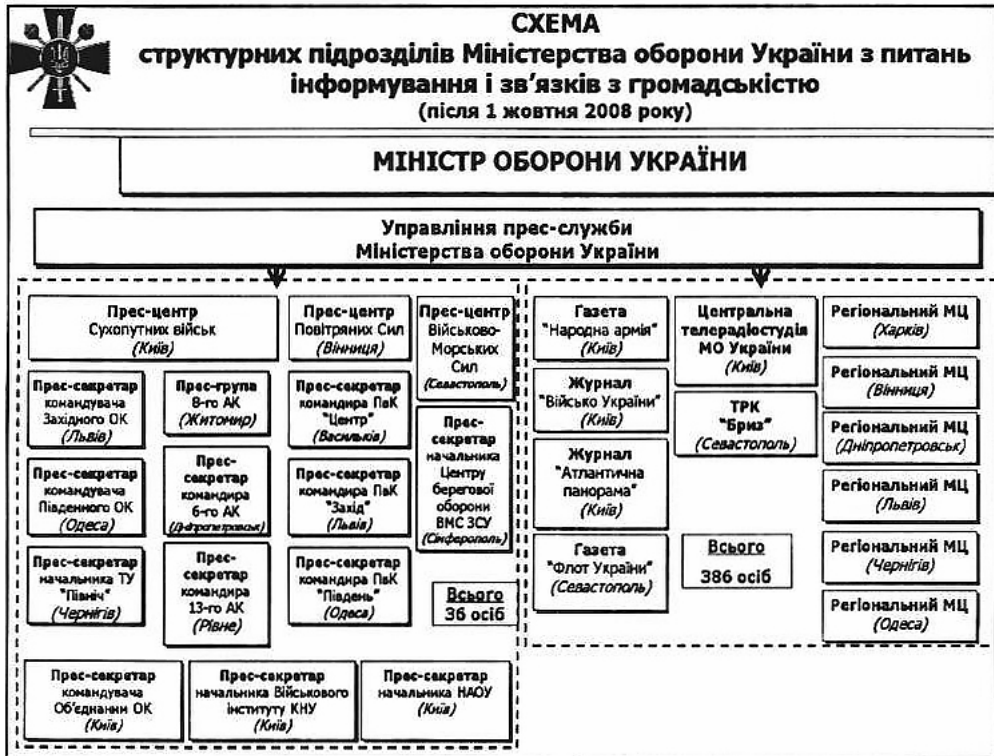 СХЕМА
структурних підрозділів Міністерства оборони України з питань
інформування і зв'язків з громадськістю
(після 1 жовтня 2008 року)
МІНІСТР ОБОРОНИ УКРАЇНИ
Управління прес-служби
Міністерства оборони України
Прес-центр
Сухопутних військ
(Київ)
Прес-центр
Повітряних Сил
(Вінниця)
Прес-центр
Військово-
Морських
Сил
(Севастополь)
Прес-секретар
командувача
Західного ОК
(Львів)
Прес-група
8-го АК
(Житомир)
Прес-секретар
командира ПвК
"Центр"
(Васильків)
Прес-
секретар
начальника
Центру
берегової
оборони
ВМС ЗСУ
(Сімферополь)
Прес-секретар
командувача
Південного ОК
(Одеса)
Прес-
секретар
командира
6-го АК
(Дніпропетровськ)
Прес-секретар
командира ПвК
"Захід"
(Львів)
Прес-секретар
начальника ТУ
"Північ"
(Чернігів)
Прес-
секретар
командира
13-го АК
(Рівне)
Прес-секретар
командира ПвК
"Південь"
(Одеса)
Всього
36 осіб
Прес-секретар
командувача
Об'єднання ОК
(Київ)
Прес-секретар
начальника Військового
інституту КНУ
(Київ)
Прес-секретар
начальника НАОУ
(Київ)
Газета
"Народна армія"
(Київ)
Журнал
"Військо України"
(Київ)
Журнал
"Атлантична
панорама"
(Київ)
Газета
"Флот України"
(Севастополь)
Центральна
телерадіостудія
МО України
(Київ)
ТРК
"Бриз"
(Севастополь)
Всього
386 осіб
Регіональний МЦ
(Харків)
Регіональний МЦ
(Вінниця)
Регіональний МЦ
(Дніпропетровськ)
Регіональний МЦ
(Львів)
Регіональний МЦ
(Чернігів)
Регіональний МЦ
(Одеса)